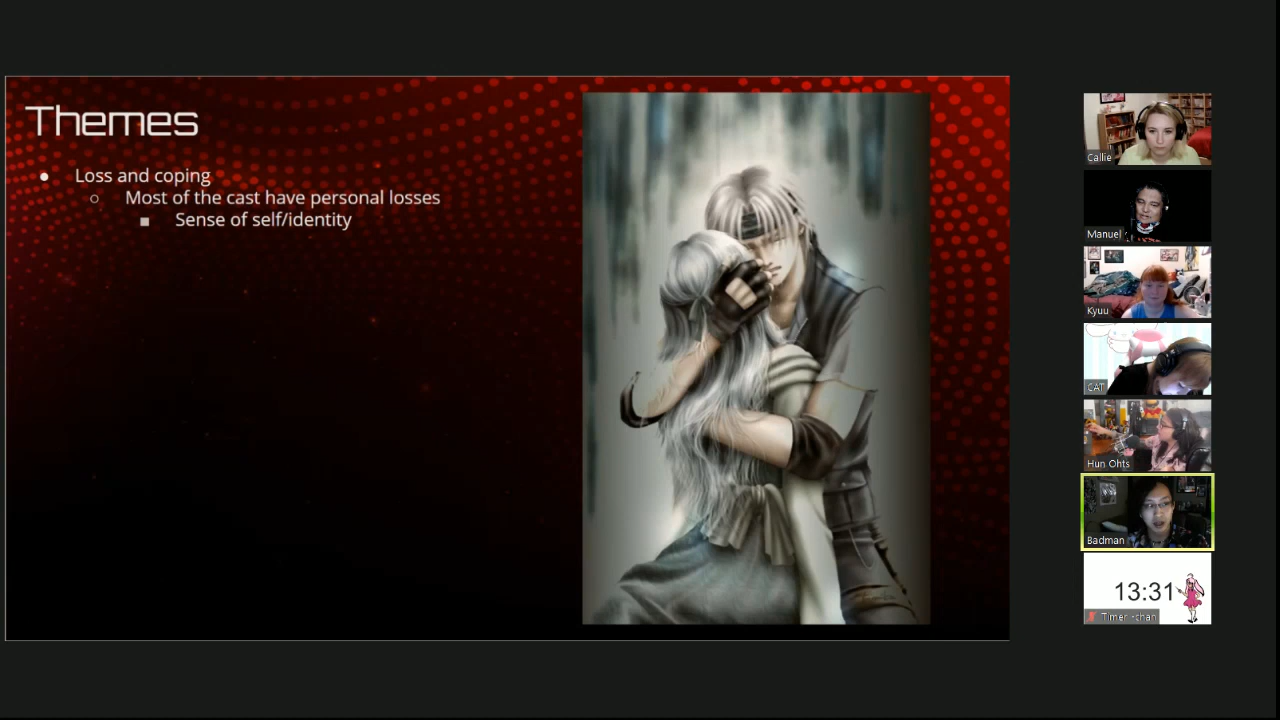 Themes
Loss and coping
Most of the cast have personal losses
Sense of self/identity
Callie
Manuel
Kyuu
CAT
Hun Ohts
Badman
13:31
Timer -chan